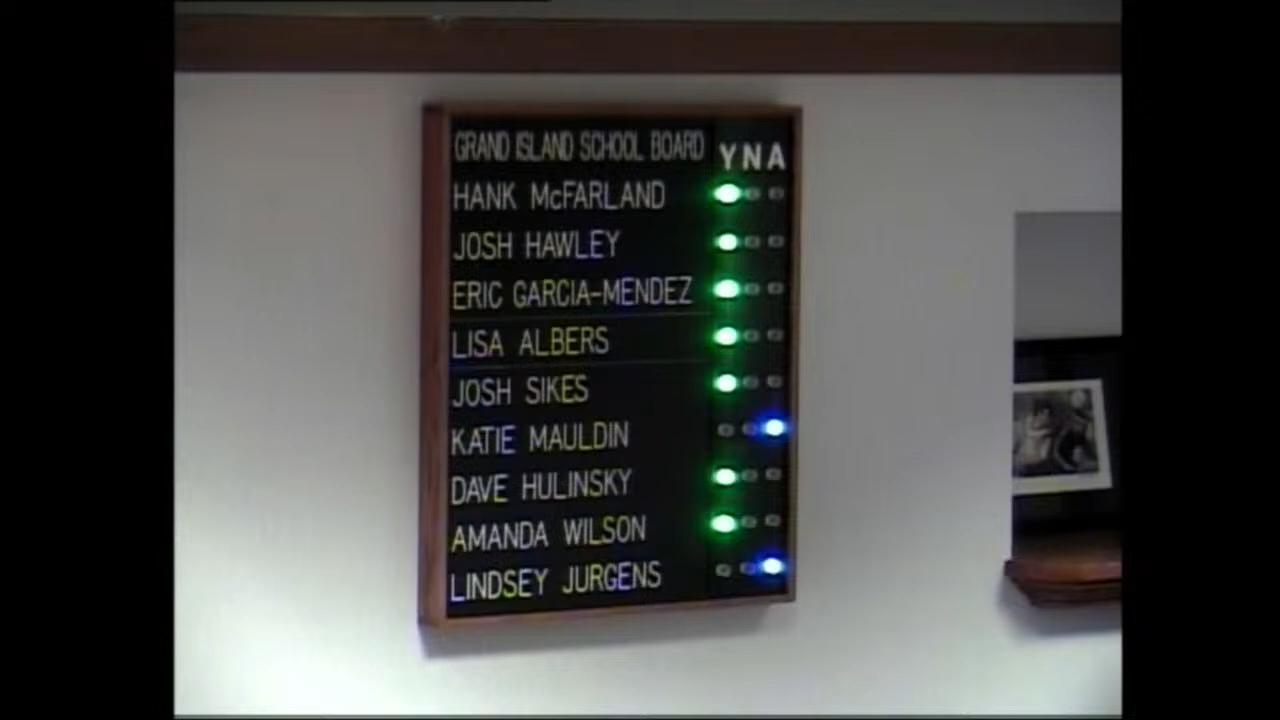 GRAND ISLAND SCHOOL BOARD Y N A
HANK McFARLAND
JOSH HAWLEY
ERIC GARCIA-MENDEZ
LISA ALBERS
JOSH SIKES
KATIE MAULDIN
DAVE HULINSKY
AMANDA WILSON
LINDSEY JURGENS